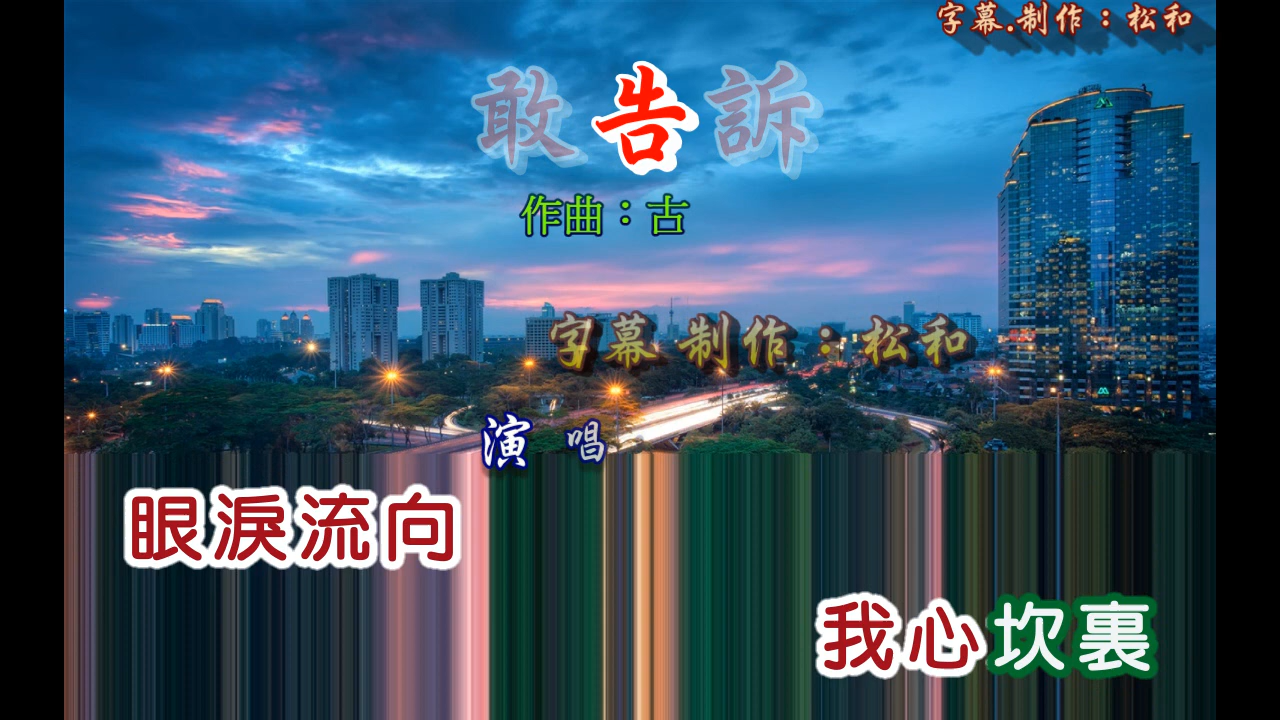 字幕.制作：松和
敢告訴
作曲：古
字幕 制作：松和
演 唱
眼淚流向
我心坎裏